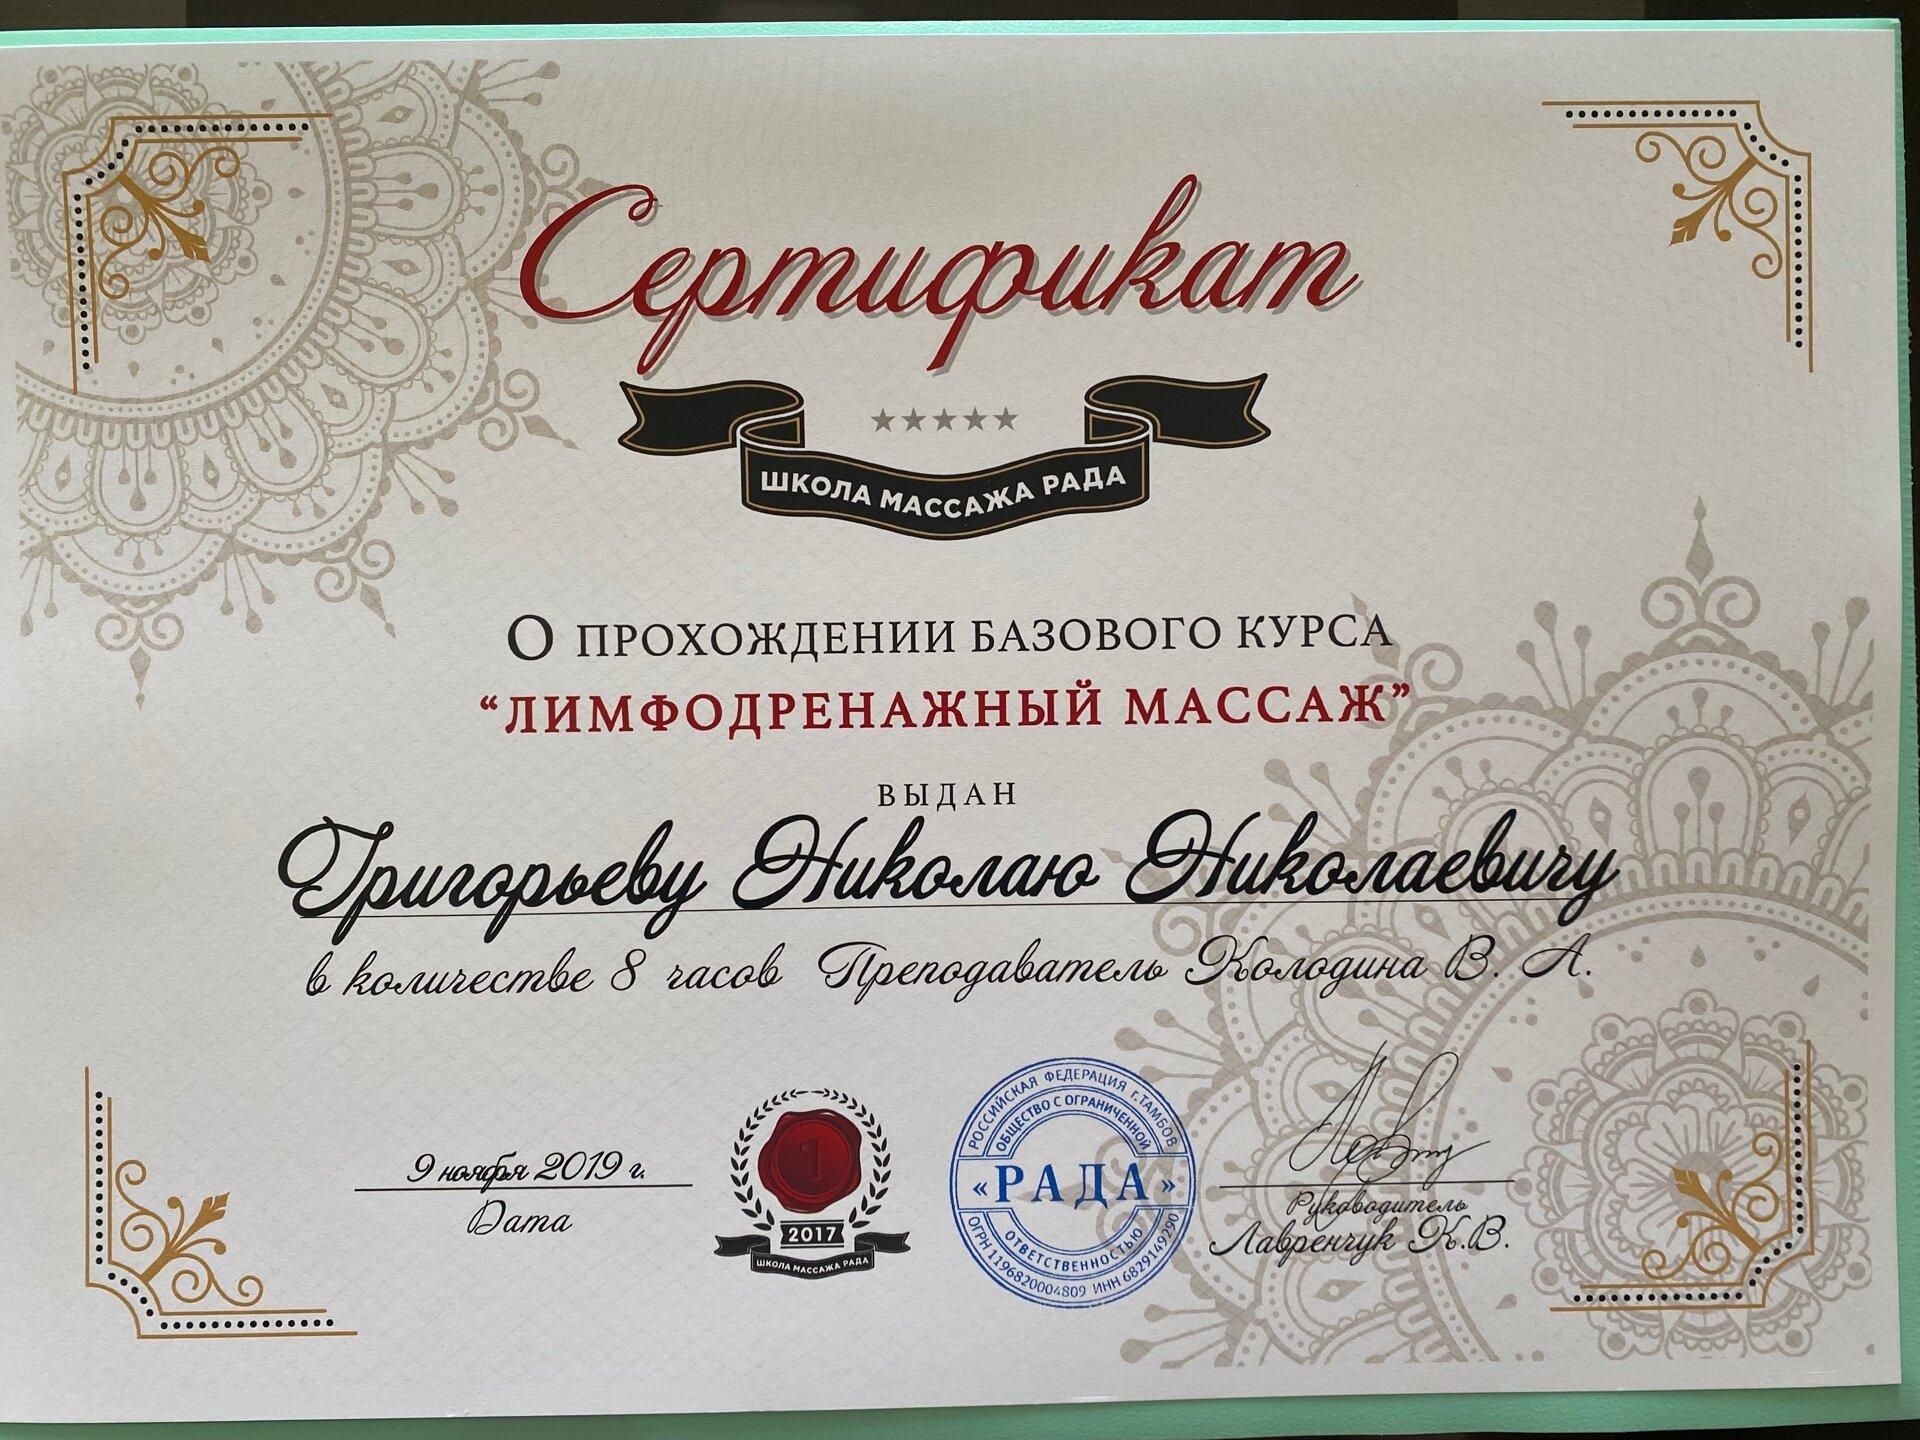 Сертификат
ШКОЛА МАССАЖА РАДА
О ПРОХОЖДЕНИИ БАЗОВОГО КУРСА
“ЛИМФОДРЕНАЖНЫЙ МАССАЖ”
ВЫДАН
Григорьеву Николаю Николаевичу
в количестве 8 часов Преподаватель Колодина В. А.
9 ноября 2019 г.
Дата
1
2017
ШКОЛА МАССАЖА РАДА
РОССИЙСКАЯ ФЕДЕРАЦИЯ Г.ТАМБОВ
ОБЩЕСТВО С ОГРАНИЧЕННОЙ
«РАДА»
ОТВЕТСТВЕННОСТЬЮ
ОГРН 1196820004809 ИНН 6829149290
Руководитель
Лавренчук К.В.